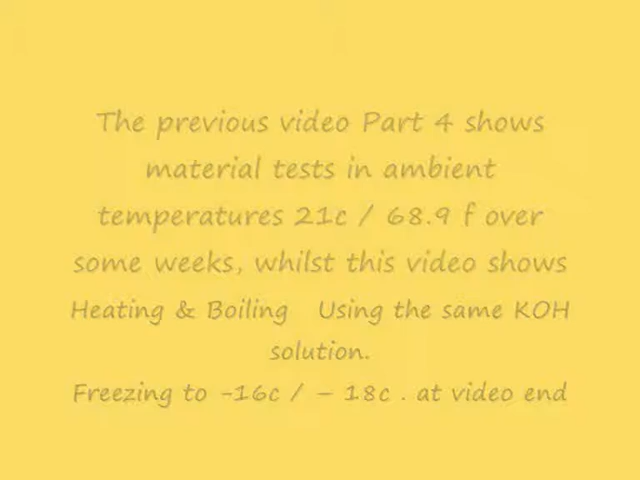 The previous video Part 4 shows
material tests in ambient
temperatures 21c / 68.9 f over
some weeks, whilst this video shows
Heating & Boiling Using the same KOH
solution.
Freezing to -16c / – 18c . at video end